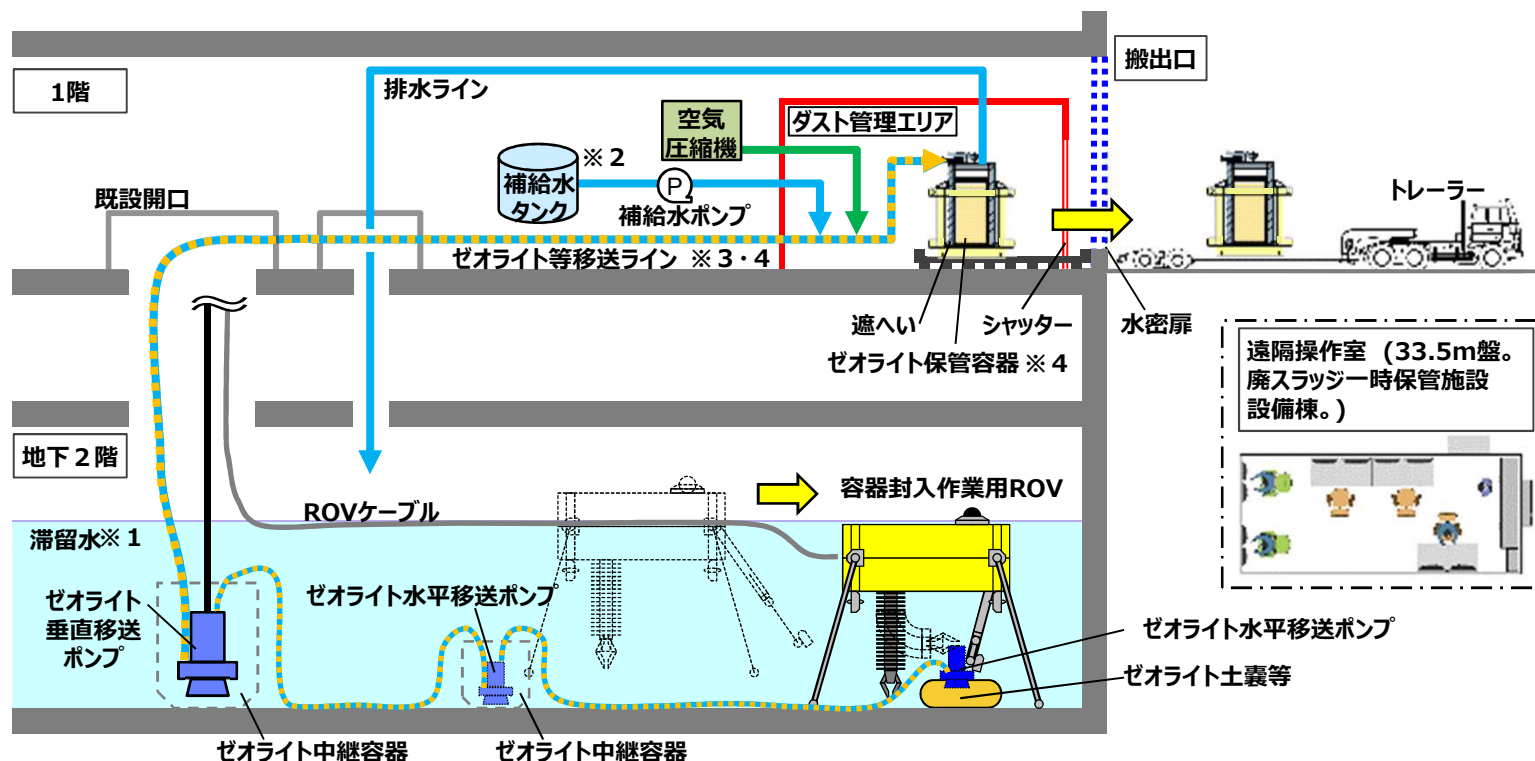 1階
排水ライン
空気
圧縮機
ダスト管理エリア
搬出口
※2
補給水
タンク
P
補給水ポンプ
既設開口
トレーラー
ゼオライト等移送ライン ※3・4
遮へい
シャッター
水密扉
ゼオライト保管容器 ※4
遠隔操作室 (33.5m盤。
廃スラッジ一時保管施設
設備棟。)
地下2階
容器封入作業用ROV
ROVケーブル
滞留水※1
ゼオライト
垂直移送
ポンプ
ゼオライト水平移送ポンプ
ゼオライト水平移送ポンプ
ゼオライト土嚢等
ゼオライト中継容器
ゼオライト中継容器